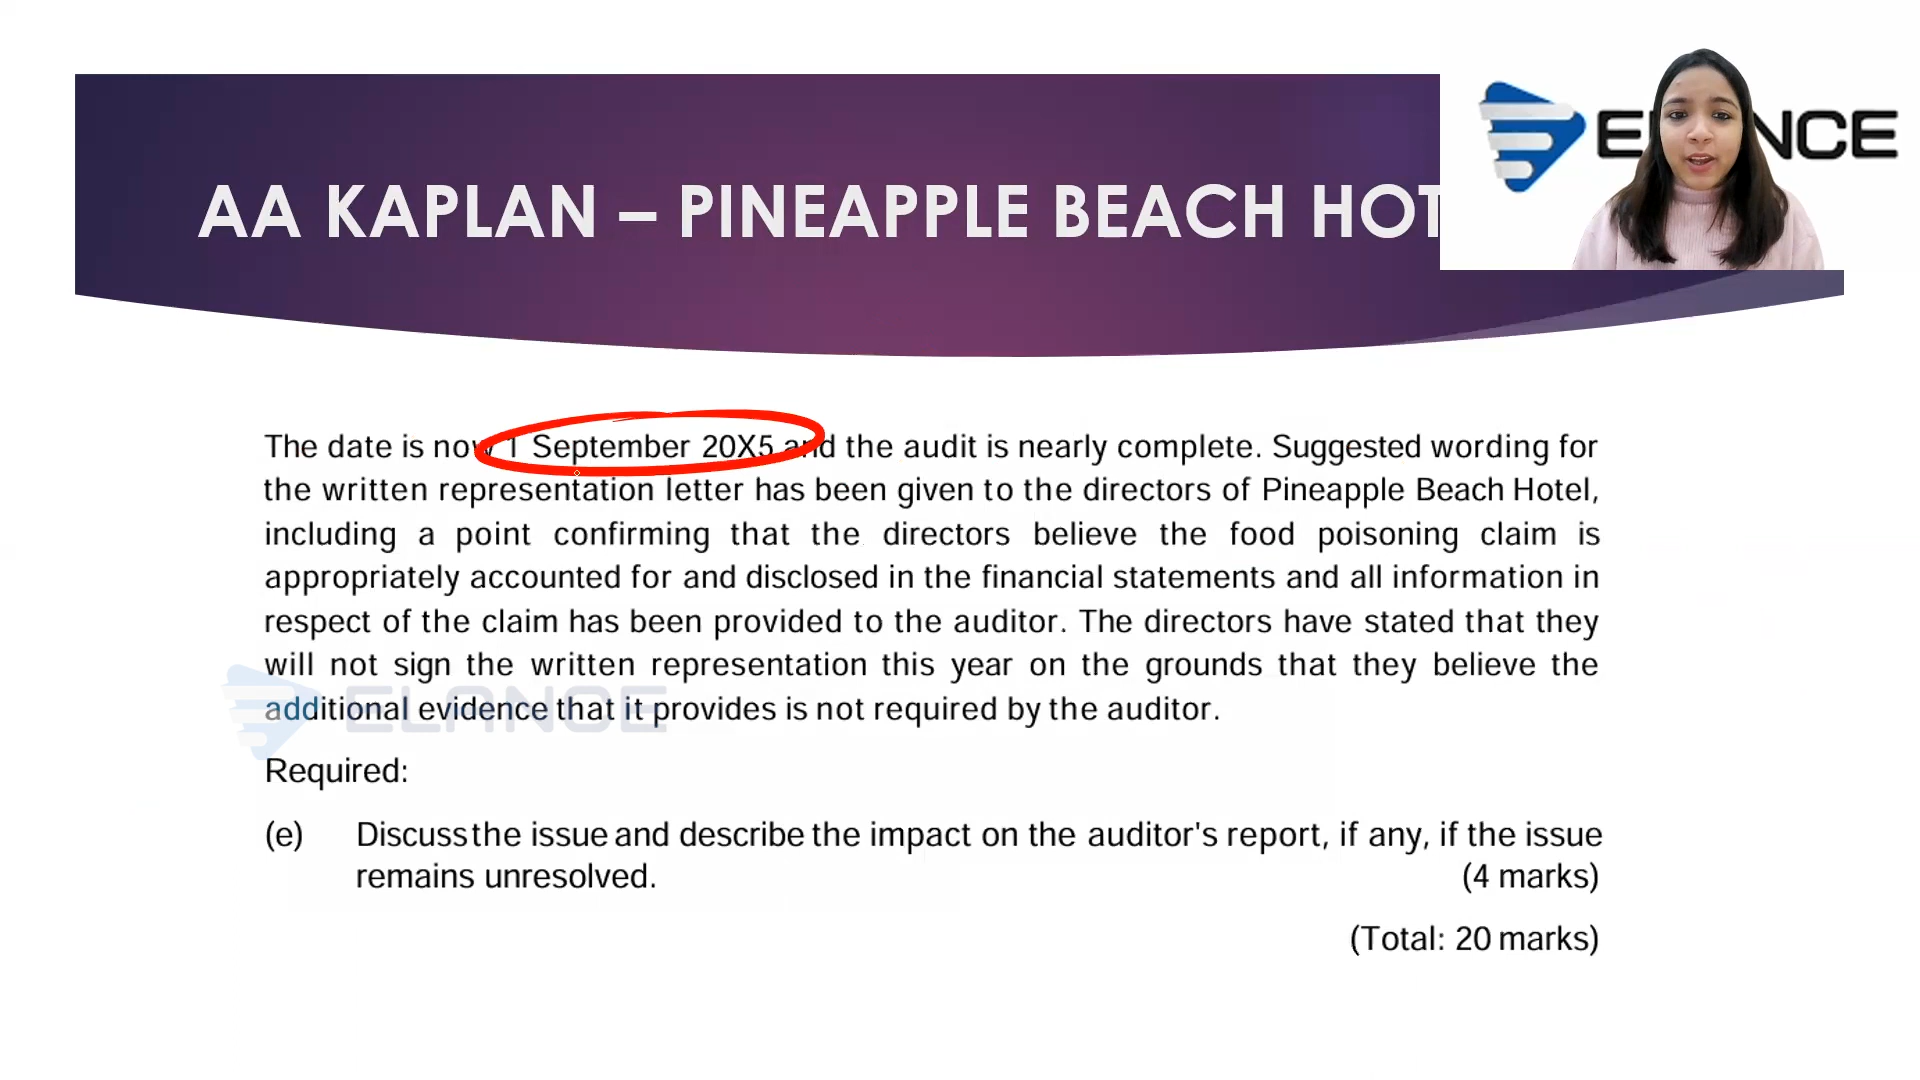 AA KAPLAN – PINEAPPLE BEACH HOT
The date is now 1 September 20X5 and the audit is nearly complete. Suggested wording for
the written representation letter has been given to the directors of Pineapple Beach Hotel,
including a point confirming that the directors believe the food poisoning claim is
appropriately accounted for and disclosed in the financial statements and all information in
respect of the claim has been provided to the auditor. The directors have stated that they
will not sign the written representation this year on the grounds that they believe the
additional evidence that it provides is not required by the auditor.
ELANCE
Required:
(e) Discuss the issue and describe the impact on the auditor's report, if any, if the issue
remains unresolved. (4 marks)
(Total: 20 marks)